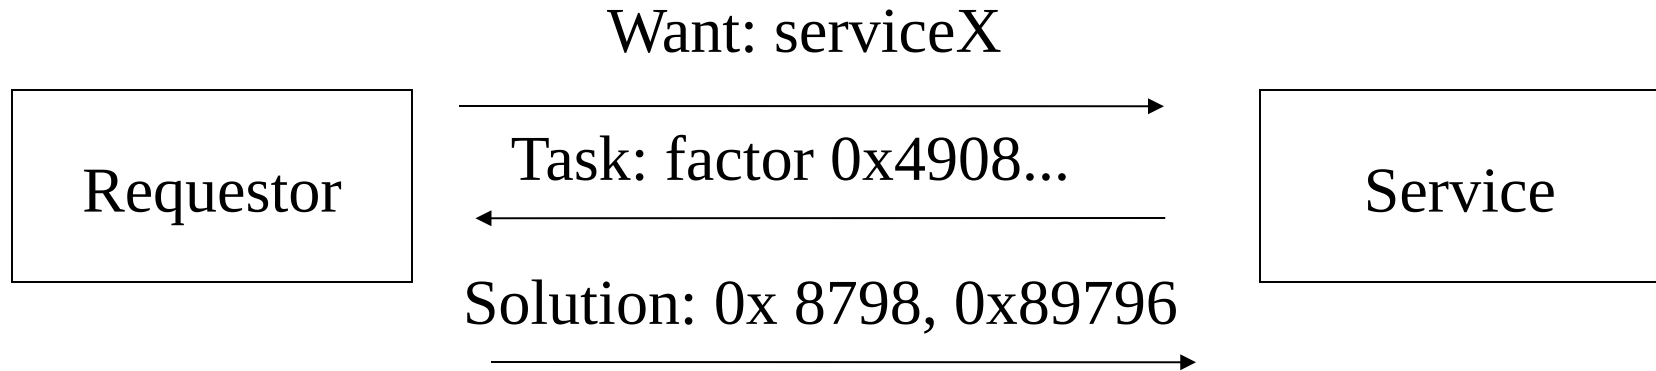 Want: serviceX
Task: factor 0x4908...
Requestor
Service
Solution: 0x 8798, 0x89796